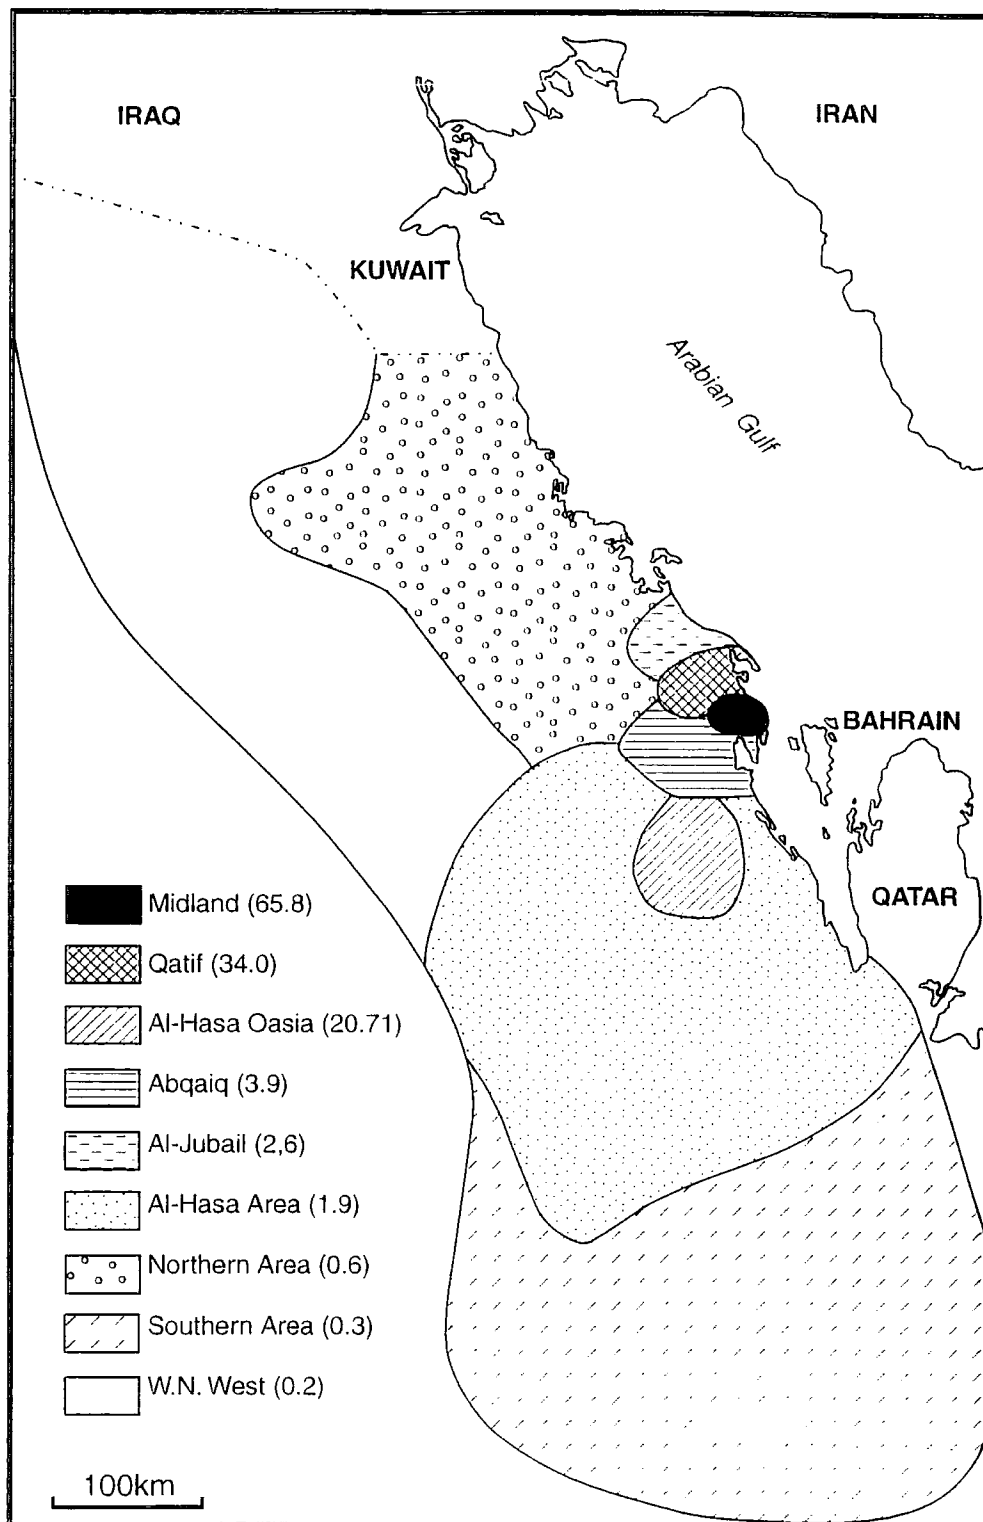 IRAQ
IRAN
KUWAIT
Arabian Gulf
BAHRAIN
QATAR
Midland (65.8)
Qatif (34.0)
Al-Hasa Oasia (20.71)
Abqaiq (3.9)
Al-Jubail (2,6)
Al-Hasa Area (1.9)
Northern Area (0.6)
Southern Area (0.3)
W.N. West (0.2)
100km